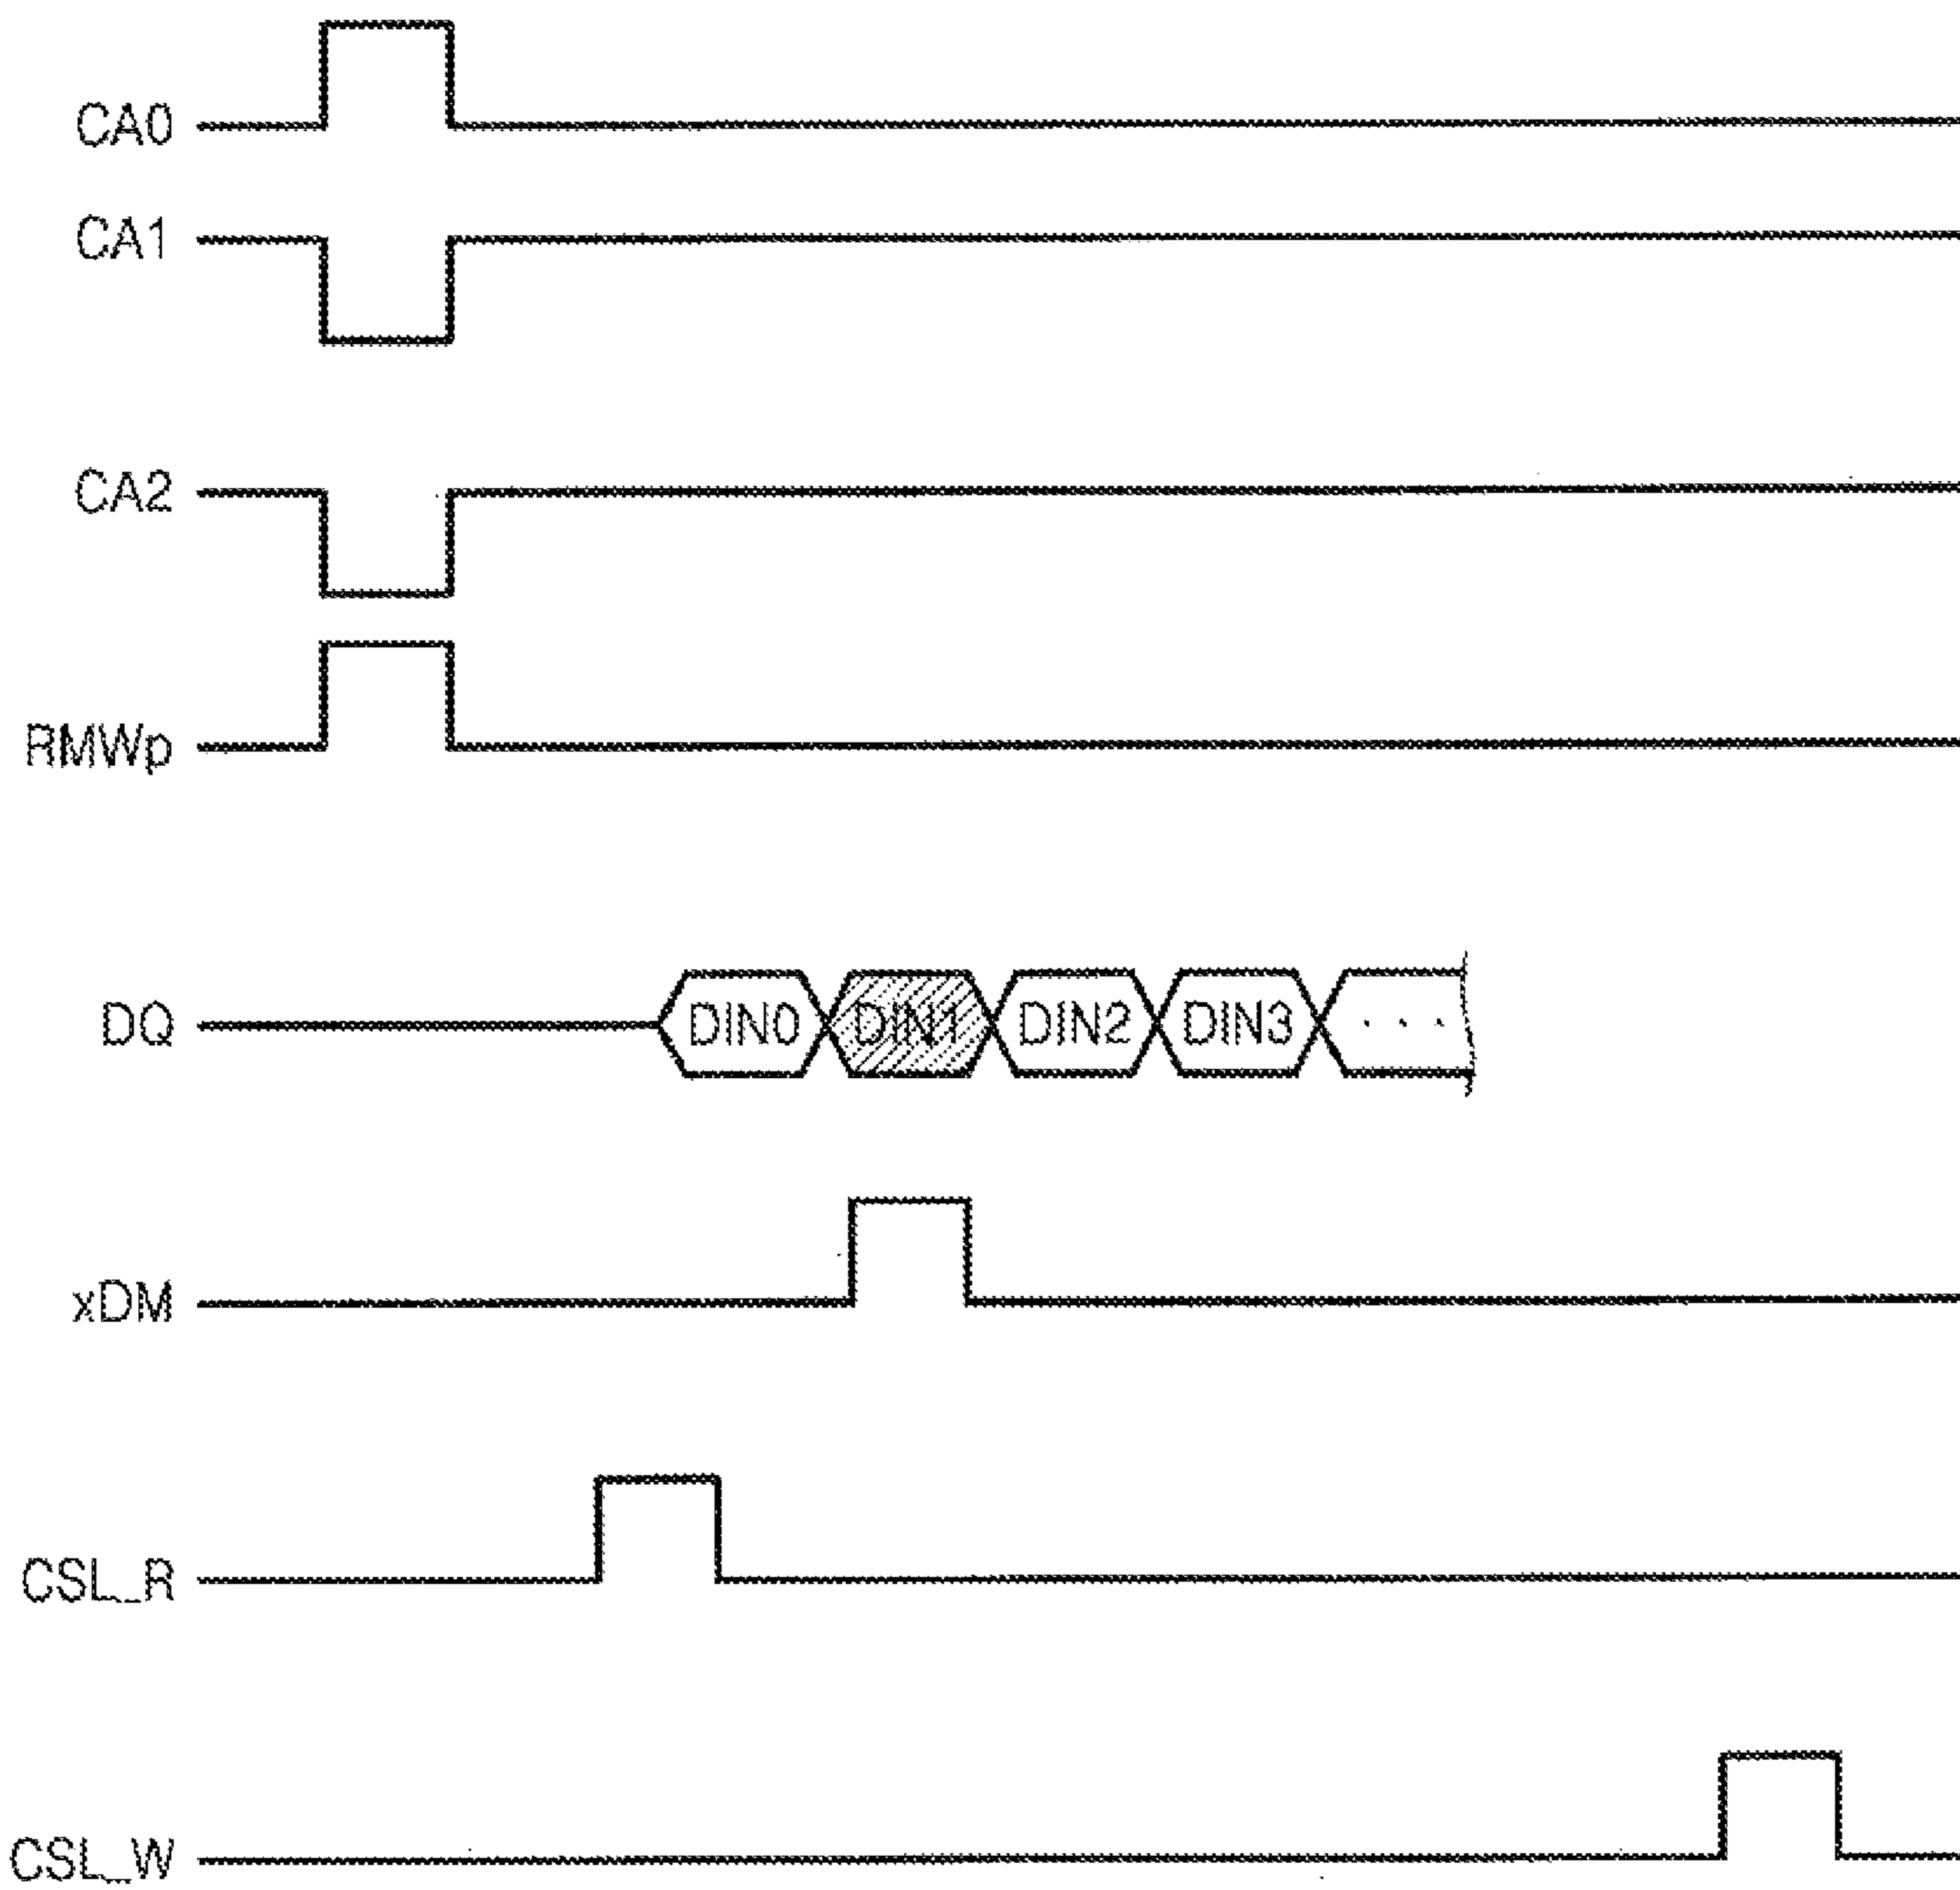 CA0
CA1
CA2
RMWp
DQ DIN0 DIN1 DIN2 DIN3 . . .
xDM
CSL_R
CSL_W